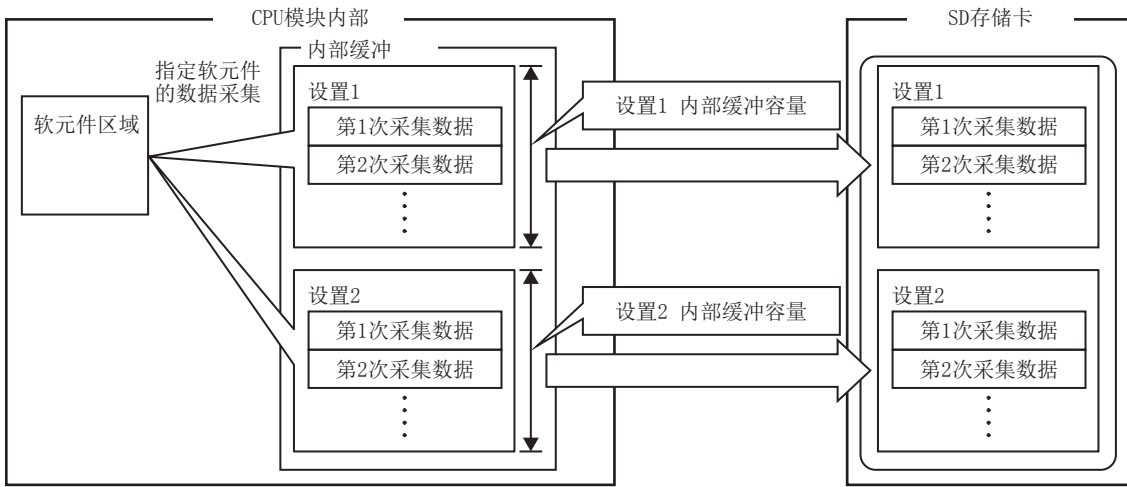 CPU模块内部
SD存储卡
内部缓冲
指定软元件
的数据采集
软元件区域
设置1
第1次采集数据
第2次采集数据
设置1 内部缓冲容量
设置1
第1次采集数据
第2次采集数据
设置2
第1次采集数据
第2次采集数据
设置2 内部缓冲容量
设置2
第1次采集数据
第2次采集数据